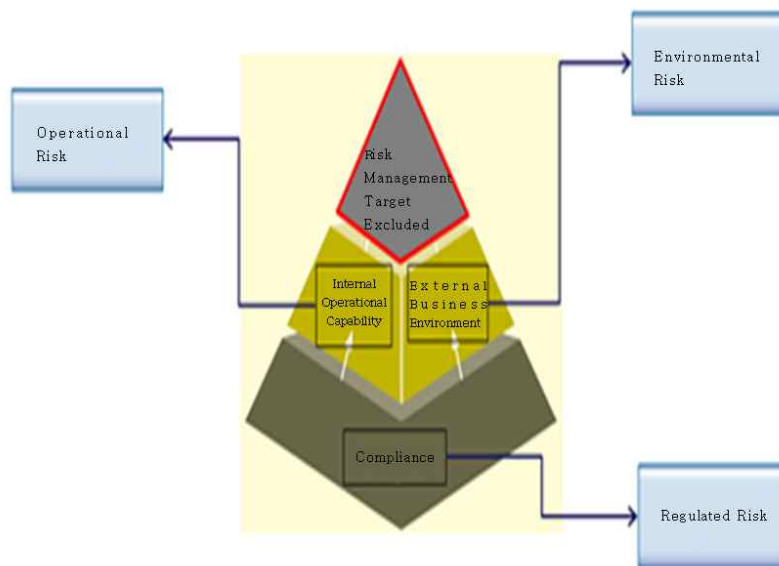 Environmental
Risk
Operational
Risk
Risk
Management
Target
Excluded
Internal
Operational
Capability
External
Business
Environment
Compliance
Regulated Risk